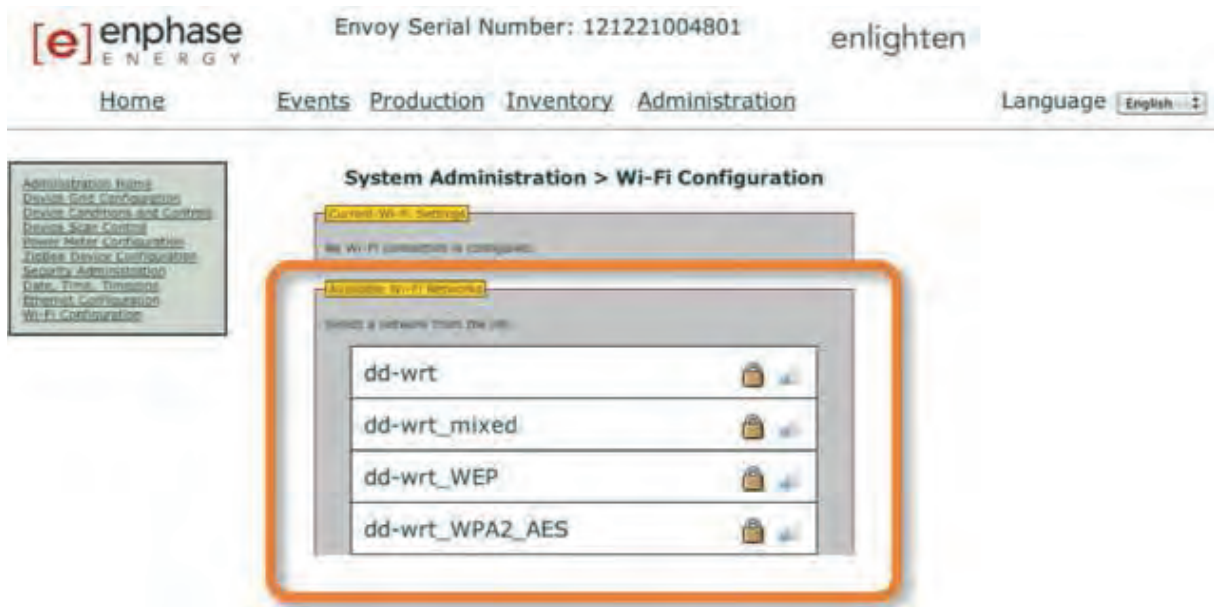 [e] enphase
ENERGY
Envoy Serial Number: 121221004801
enlighten
Home Events Production Inventory Administration Language English
Administration Home
Device Grid Configuration
Device Conditions and Controls
Device Scan Control
Power Meter Configuration
ZigBee Device Configuration
Security Administration
Date, Time, Timezone
Ethernet Configuration
Wi-Fi Configuration
System Administration > Wi-Fi Configuration
Current Wi-Fi Settings
No Wi-Fi connection is configured.
Available Wi-Fi Networks
Select a network from the list.
dd-wrt
dd-wrt_mixed
dd-wrt_WEP
dd-wrt_WPA2_AES